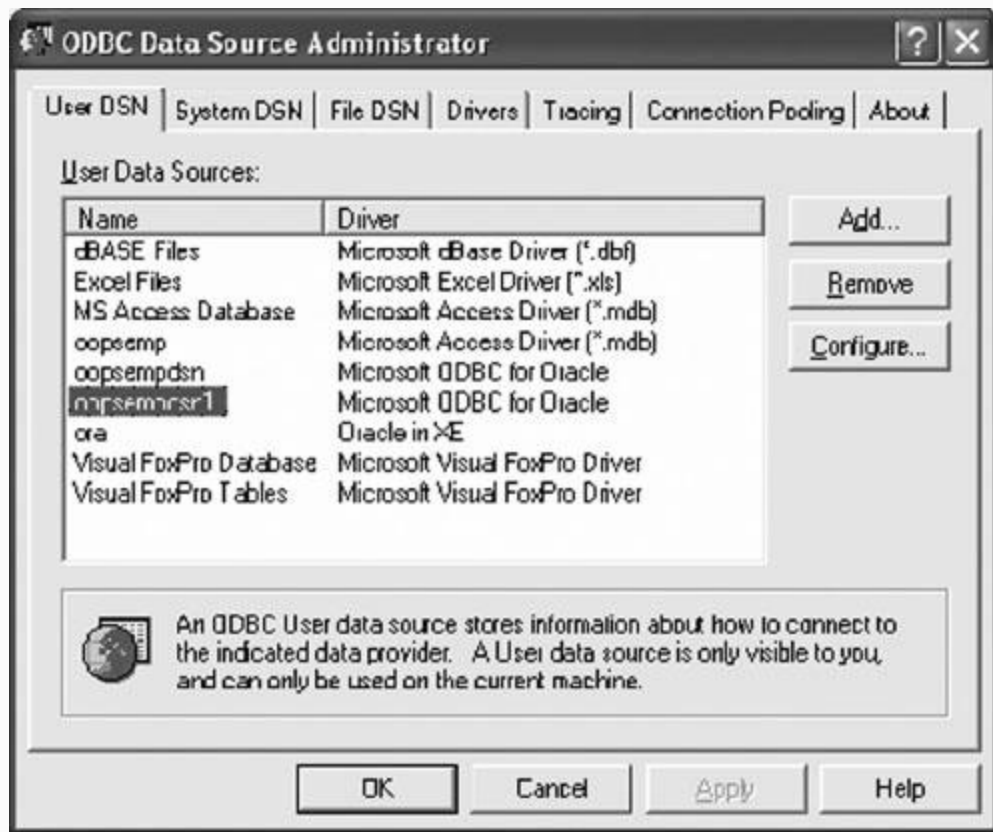 ODBC Data Source Administrator
User DSN System DSN File DSN Drivers Tracing Connection Pooling About
User Data Sources:
Name Driver
dBASE Files Microsoft dBase Driver (*.dbf)
Excel Files Microsoft Excel Driver (*.xls)
MS Access Database Microsoft Access Driver (*.mdb)
oopsemp Microsoft Access Driver (*.mdb)
oopsempdsn Microsoft ODBC for Oracle
Microsoft ODBC for Oracle
ora Oracle in XE
Visual FoxPro Database Microsoft Visual FoxPro Driver
Visual FoxPro Tables Microsoft Visual FoxPro Driver
Add...
Remove
Configure...
An ODBC User data source stores information about how to connect to
the indicated data provider. A User data source is only visible to you,
and can only be used on the current machine.
OK Cancel Apply Help